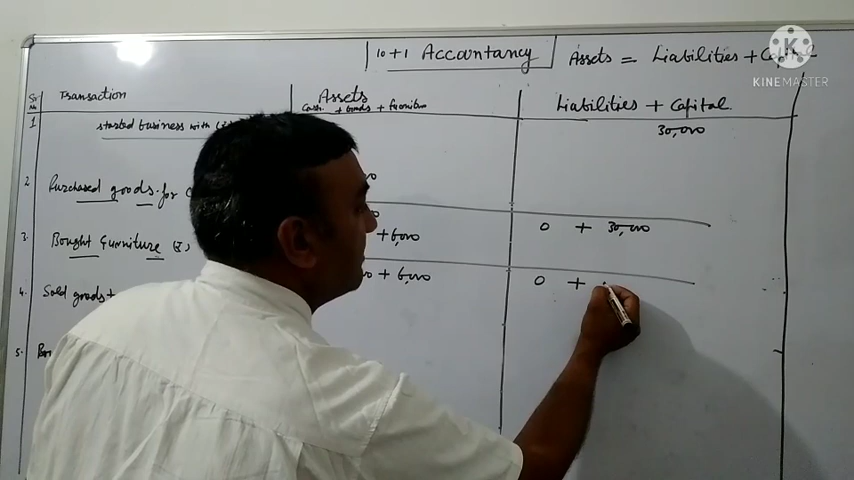 10 + 1 Accountancy
Assets = Liabilities + Capital
K
KINEMASTER
Sr No. Transaction Assets Liabilities + Capital
Cash + Goods + Furniture
1 started business with 30,000
2 Purchased goods for
0 + 30,000
3. Bought Furniture + 6,000
+ 6,000 0 +
4. Sold goods
5.